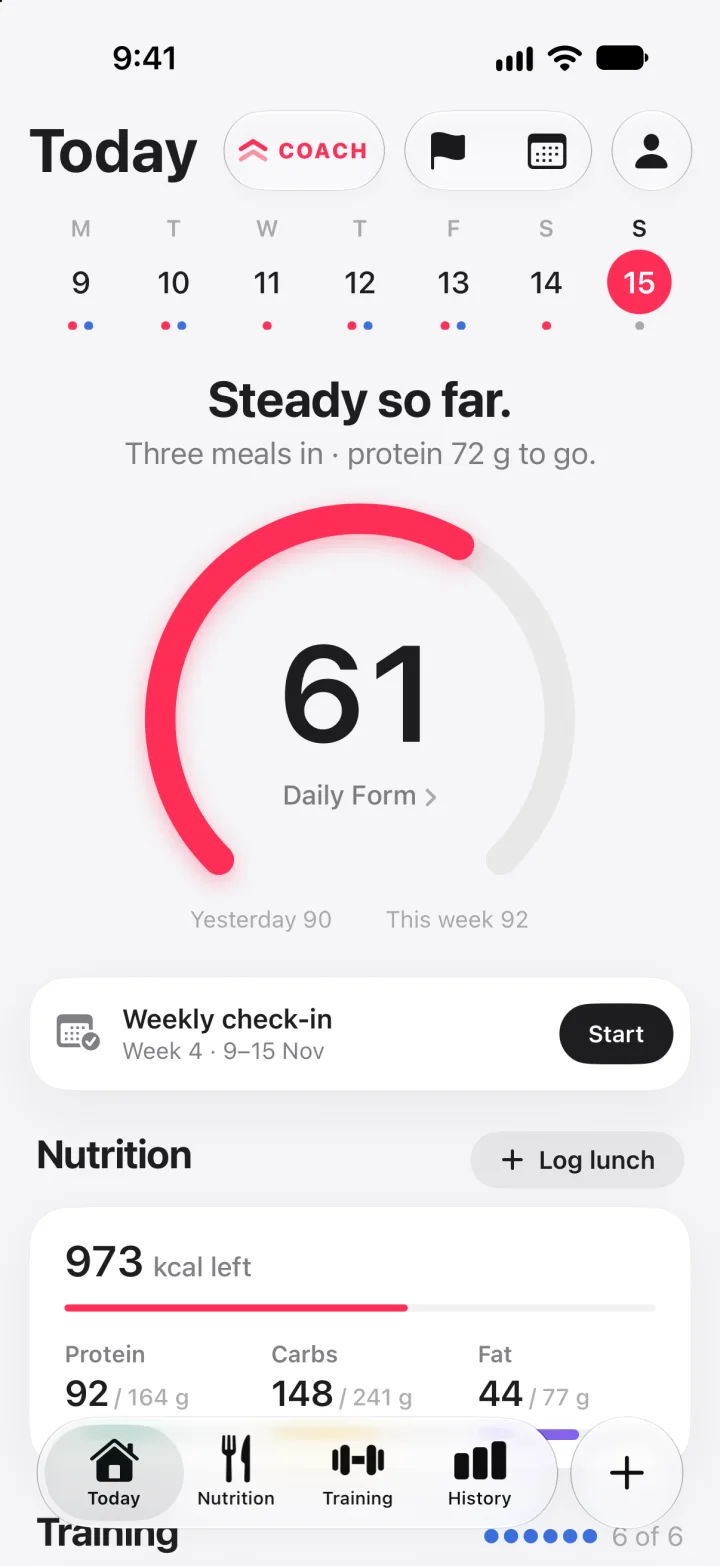 9:41
Today COACH
M T W T F S S
9 10 11 12 13 14 15
Steady so far.
Three meals in · protein 72 g to go.
61
Daily Form
Yesterday 90 This week 92
Weekly check-in
Week 4 · 9–15 Nov
Start
Nutrition
+ Log lunch
973 kcal left
Protein Carbs Fat
92 / 164 g 148 / 241 g 44 / 77 g
Today Nutrition Training History
Training 6 of 6